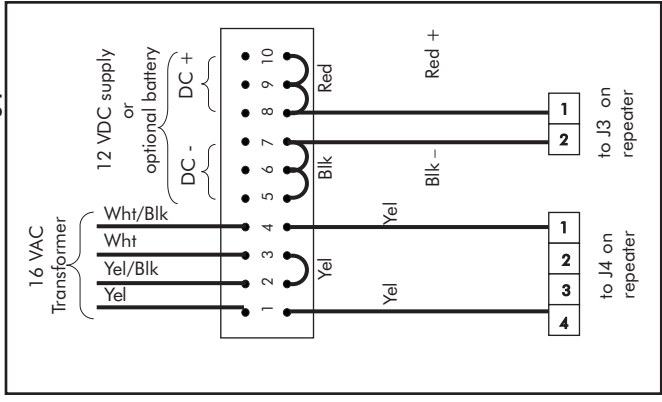 12 VDC supply
or
optional battery
DC +
DC -
16 VAC
Transformer
Wht/Blk
Wht
Yel/Blk
Yel
10
9
8
7
6
5
4
3
2
1
Red
Blk
Yel
Red +
Blk –
Yel
Yel
1
2
to J3 on
repeater
1
2
3
4
to J4 on
repeater